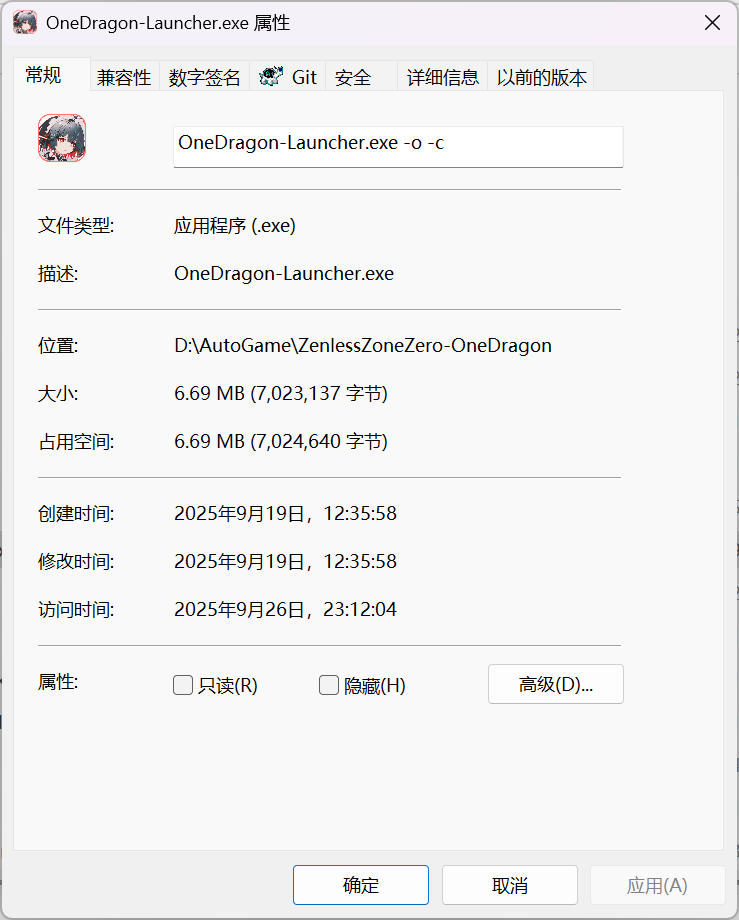 OneDragon-Launcher.exe 属性
常规 兼容性 数字签名 Git 安全 详细信息 以前的版本
OneDragon-Launcher.exe -o -c
文件类型: 应用程序 (.exe)
描述: OneDragon-Launcher.exe
位置: D:\AutoGame\ZenlessZoneZero-OneDragon
大小: 6.69 MB (7,023,137 字节)
占用空间: 6.69 MB (7,024,640 字节)
创建时间: 2025年9月19日，12:35:58
修改时间: 2025年9月19日，12:35:58
访问时间: 2025年9月26日，23:12:04
属性: 只读(R) 隐藏(H) 高级(D)...
确定 取消 应用(A)